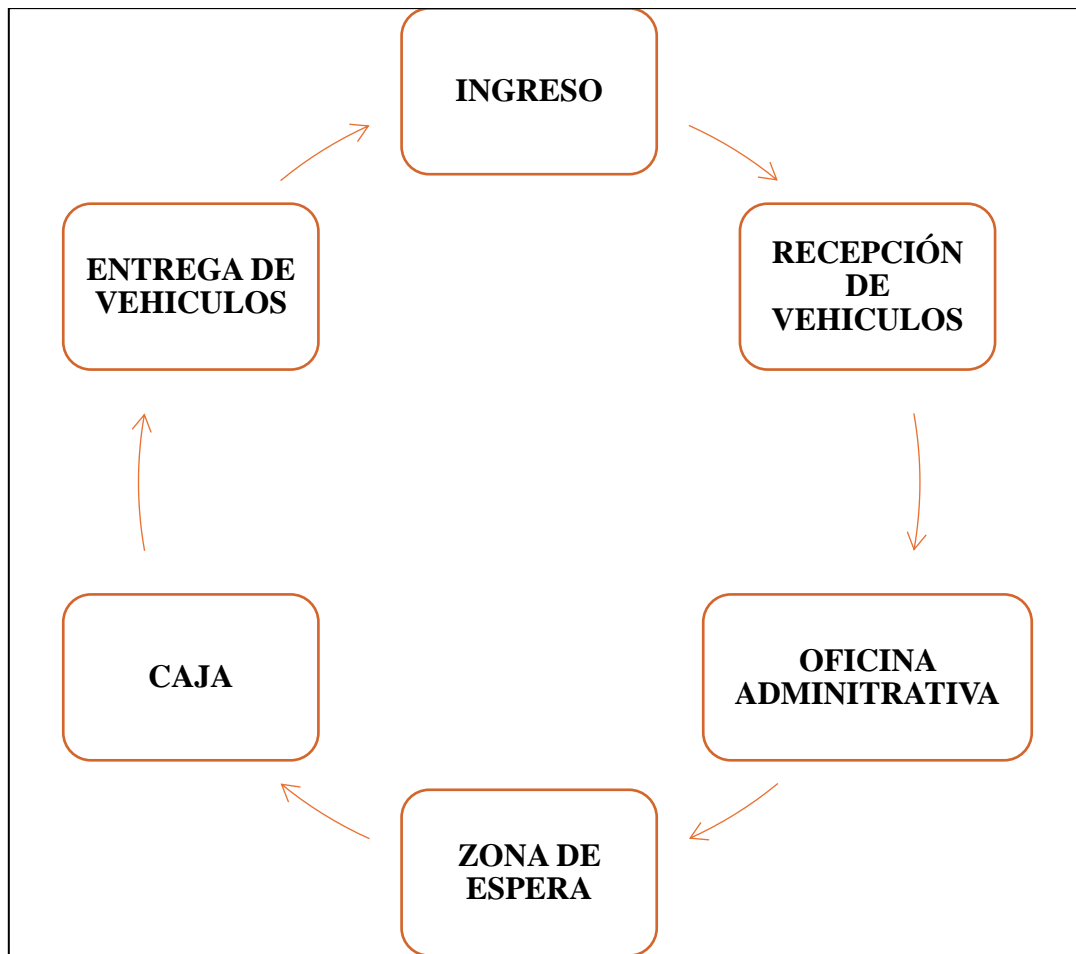 INGRESO
RECEPCIÓN
DE
VEHICULOS
OFICINA
ADMINITRATIVA
ZONA DE
ESPERA
CAJA
ENTREGA DE
VEHICULOS